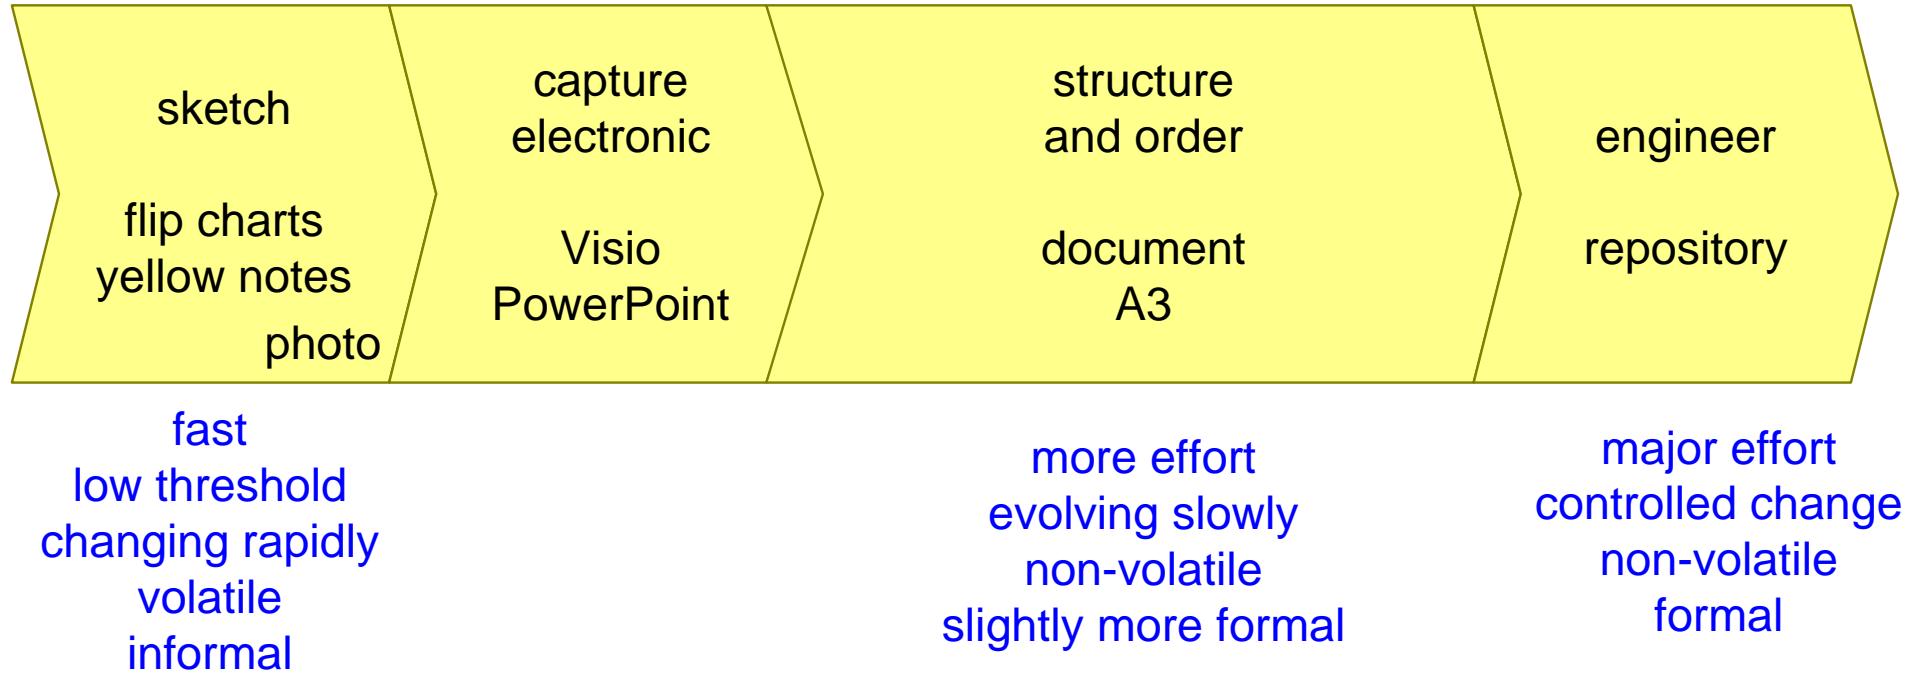 sketch
flip charts
yellow notes
photo
capture
electronic
Visio
PowerPoint
structure
and order
document
A3
engineer
repository
fast
low threshold
changing rapidly
volatile
informal
more effort
evolving slowly
non-volatile
slightly more formal
major effort
controlled change
non-volatile
formal